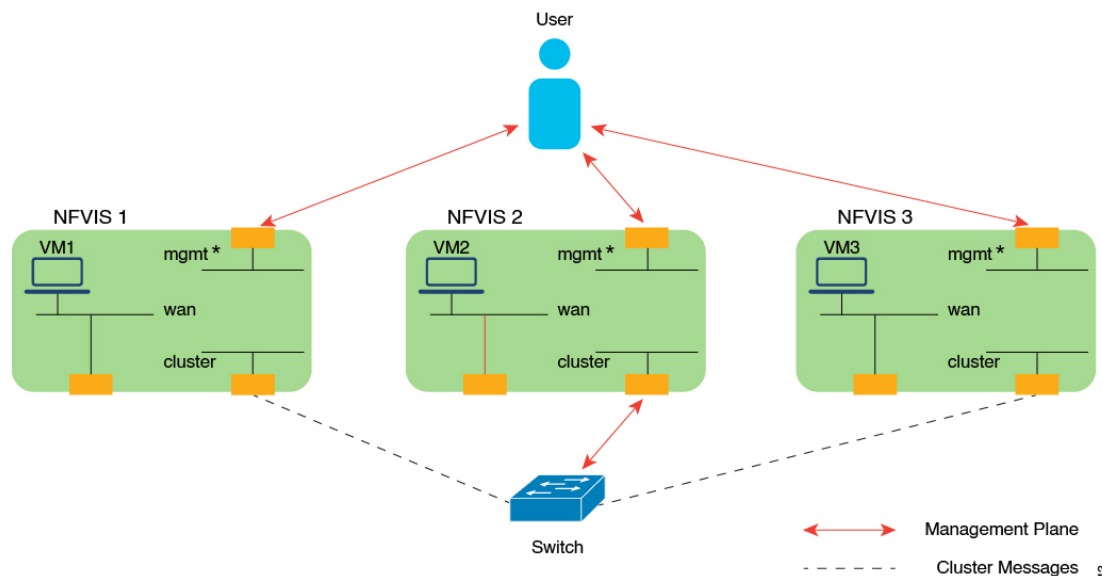 User
NFVIS 1
NFVIS 2
NFVIS 3
VM1
mgmt *
wan
cluster
VM2
mgmt *
wan
cluster
VM3
mgmt *
wan
cluster
Switch
Management Plane
Cluster Messages